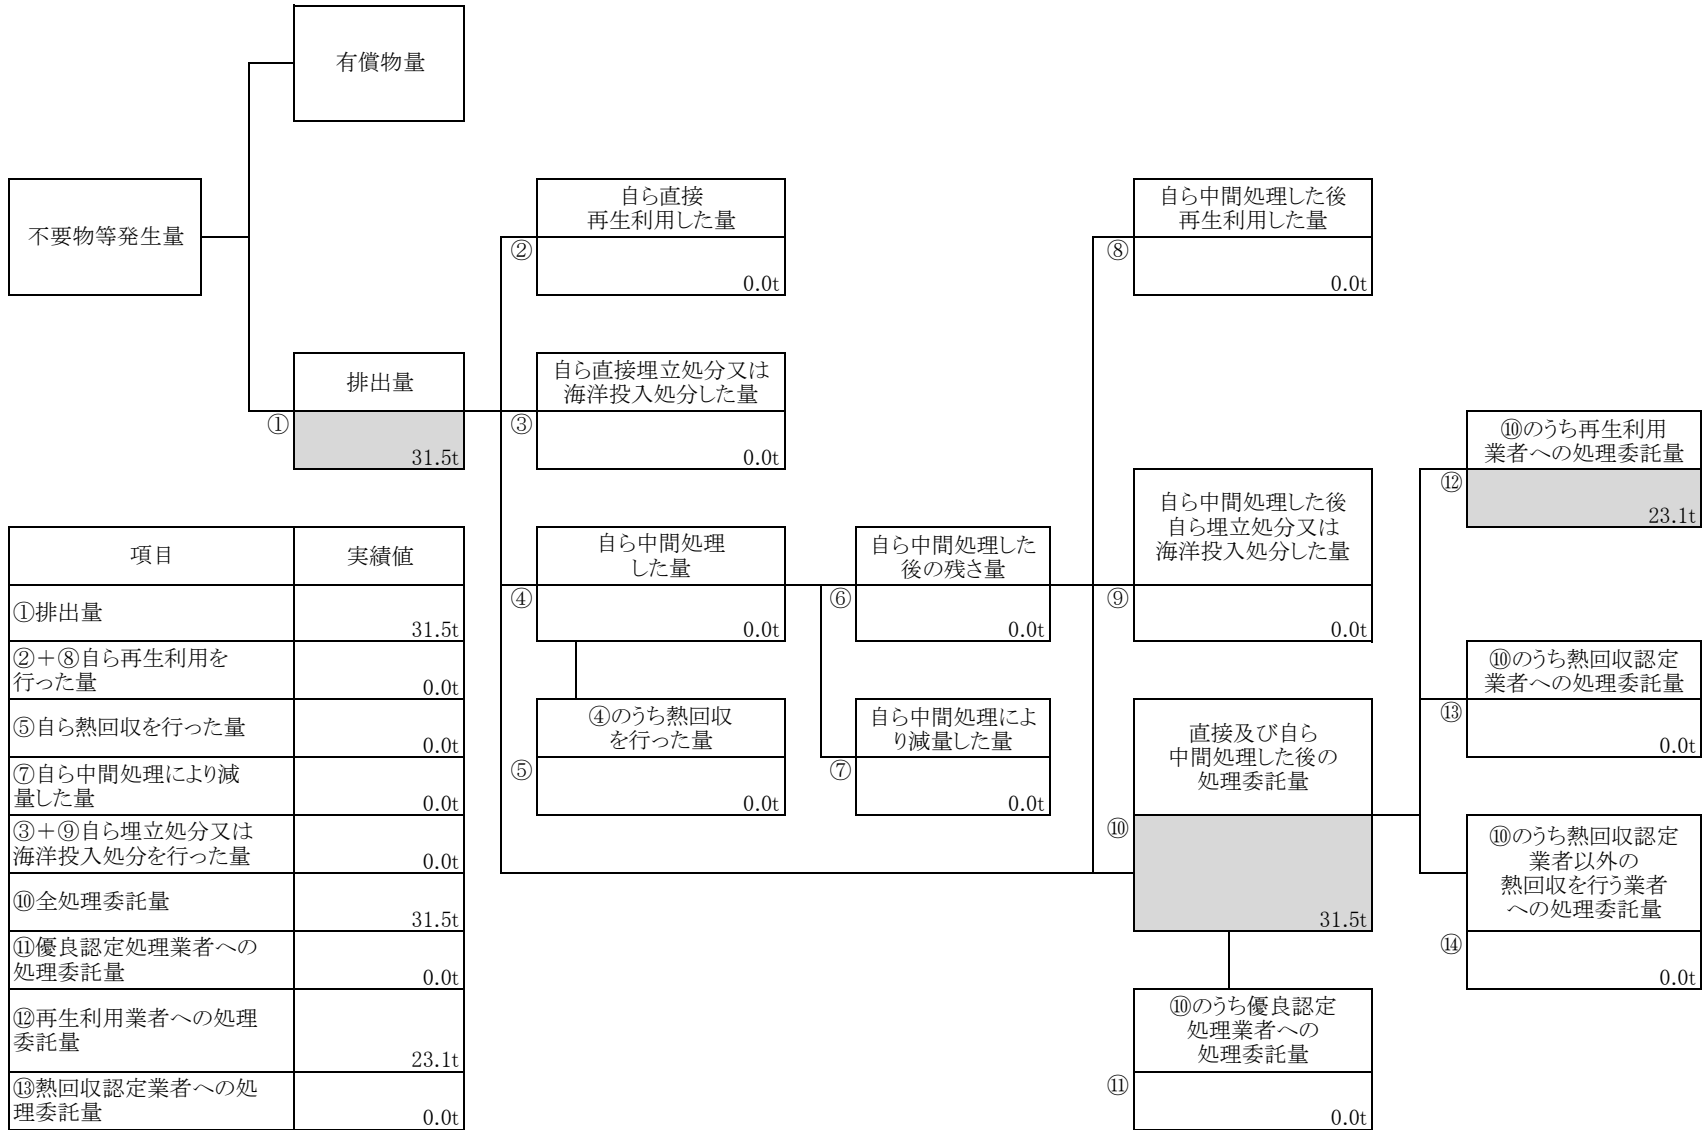 有償物量
不要物等発生量
排出量
①
31.5t
自ら直接
再生利用した量
②
0.0t
自ら直接埋立処分又は
海洋投入処分した量
③
0.0t
自ら中間処理
した量
④
0.0t
④のうち熱回収
を行った量
⑤
0.0t
自ら中間処理した
後の残さ量
⑥
0.0t
自ら中間処理によ
り減量した量
⑦
0.0t
自ら中間処理した後
再生利用した量
⑧
0.0t
自ら中間処理した後
自ら埋立処分又は
海洋投入処分した量
⑨
0.0t
直接及び自ら
中間処理した後の
処理委託量
⑩
31.5t
⑩のうち優良認定
処理業者への
処理委託量
⑪
0.0t
⑩のうち再生利用
業者への処理委託量
⑫
23.1t
⑩のうち熱回収認定
業者への処理委託量
⑬
0.0t
⑩のうち熱回収認定
業者以外の
熱回収を行う業者
への処理委託量
⑭
0.0t
項目 実績値
①排出量
31.5t
②+⑧自ら再生利用を
行った量
0.0t
⑤自ら熱回収を行った量
0.0t
⑦自ら中間処理により減
量した量
0.0t
③+⑨自ら埋立処分又は
海洋投入処分を行った量
0.0t
⑩全処理委託量
31.5t
⑪優良認定処理業者への
処理委託量
0.0t
⑫再生利用業者への処理
委託量
23.1t
⑬熱回収認定業者への処
理委託量
0.0t